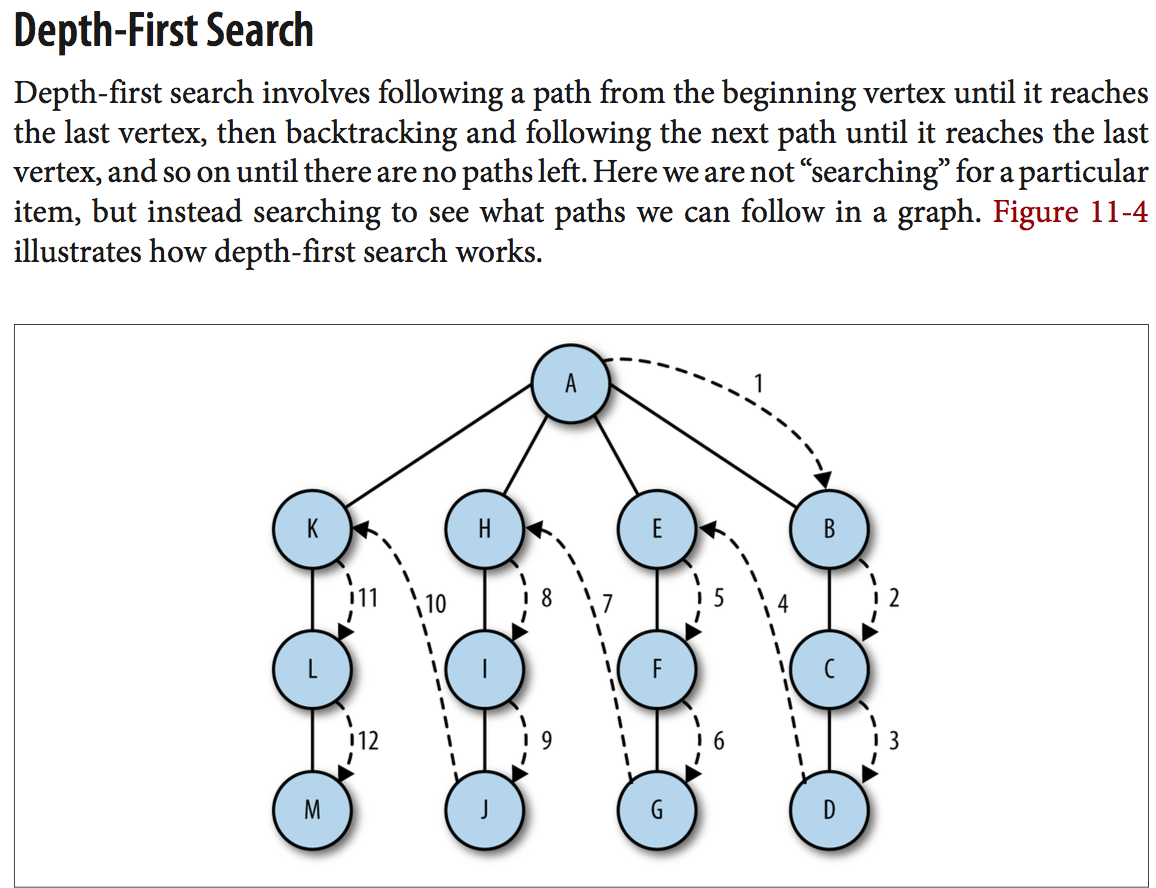 Depth-First Search
Depth-first search involves following a path from the beginning vertex until it reaches
the last vertex, then backtracking and following the next path until it reaches the last
vertex, and so on until there are no paths left. Here we are not “searching” for a particular
item, but instead searching to see what paths we can follow in a graph. Figure 11-4
illustrates how depth-first search works.
A
1
K
H
E
B
11
10
8
7
5
4
2
L
I
F
C
12
9
6
3
M
J
G
D